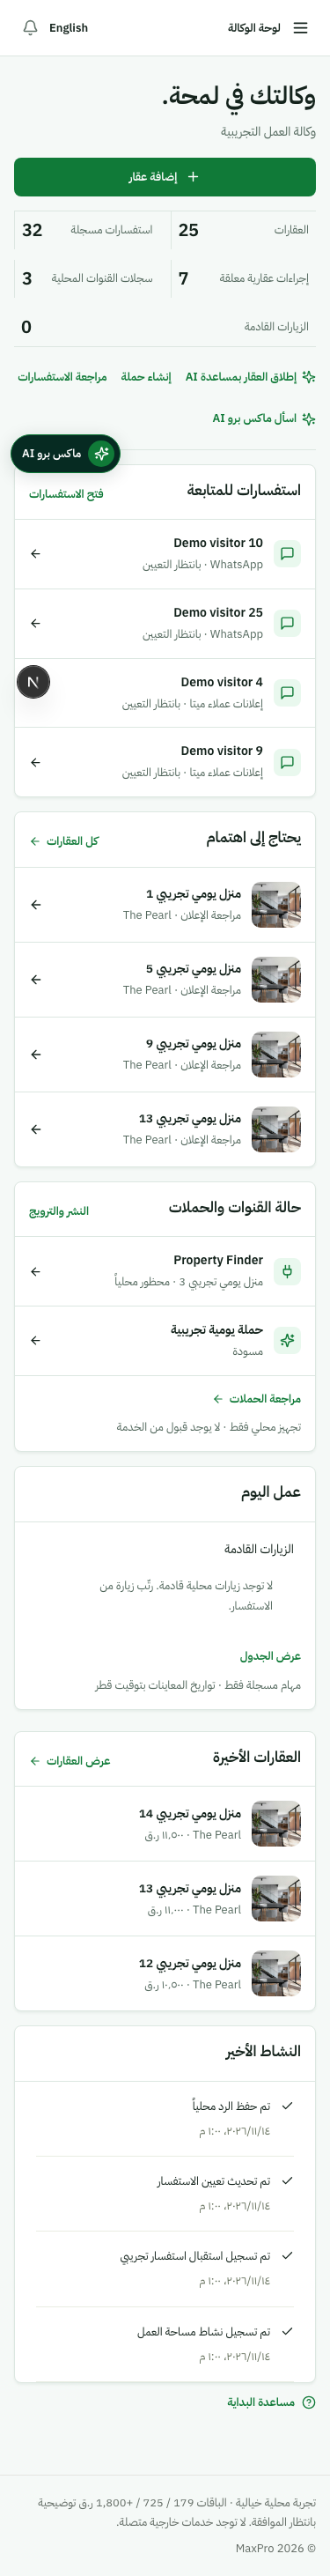 لوحة الوكالة
English
وكالتك في لمحة.
وكالة العمل التجريبية
إضافة عقار
العقارات 25
استفسارات مسجلة 32
إجراءات عقارية معلقة 7
سجلات القنوات المحلية 3
الزيارات القادمة 0
إطلاق العقار بمساعدة AI
إنشاء حملة
مراجعة الاستفسارات
اسأل ماكس برو AI
ماكس برو AI
استفسارات للمتابعة
فتح الاستفسارات
Demo visitor 10
WhatsApp · بانتظار التعيين
Demo visitor 25
WhatsApp · بانتظار التعيين
Demo visitor 4
إعلانات عملاء ميتا · بانتظار التعيين
N
Demo visitor 9
إعلانات عملاء ميتا · بانتظار التعيين
يحتاج إلى اهتمام
كل العقارات
منزل يومي تجريبي 1
مراجعة الإعلان · The Pearl
منزل يومي تجريبي 5
مراجعة الإعلان · The Pearl
منزل يومي تجريبي 9
مراجعة الإعلان · The Pearl
منزل يومي تجريبي 13
مراجعة الإعلان · The Pearl
حالة القنوات والحملات
النشر والترويج
Property Finder
منزل يومي تجريبي 3 · محظور محلياً
حملة يومية تجريبية
مسودة
مراجعة الحملات
تجهيز محلي فقط · لا يوجد قبول من الخدمة
عمل اليوم
الزيارات القادمة
لا توجد زيارات محلية قادمة. رتّب زيارة من
الاستفسار.
عرض الجدول
مهام مسجلة فقط · تواريخ المعاينات بتوقيت قطر
العقارات الأخيرة
عرض العقارات
منزل يومي تجريبي 14
The Pearl · ١١٬٥٠٠ ر.ق
منزل يومي تجريبي 13
The Pearl · ١١٬٠٠٠ ر.ق
منزل يومي تجريبي 12
The Pearl · ١٠٬٥٠٠ ر.ق
النشاط الأخير
تم حفظ الرد محلياً
٢٠٢٦/١١/١٤، ١:٠٠ م
تم تحديث تعيين الاستفسار
٢٠٢٦/١١/١٤، ١:٠٠ م
تم تسجيل استقبال استفسار تجريبي
٢٠٢٦/١١/١٤، ١:٠٠ م
تم تسجيل نشاط مساحة العمل
٢٠٢٦/١١/١٤، ١:٠٠ م
مساعدة البداية
تجربة محلية خيالية · الباقات 179 / 725 / +1,800 ر.ق توضيحية
بانتظار الموافقة. لا توجد خدمات خارجية متصلة.
© 2026 MaxPro